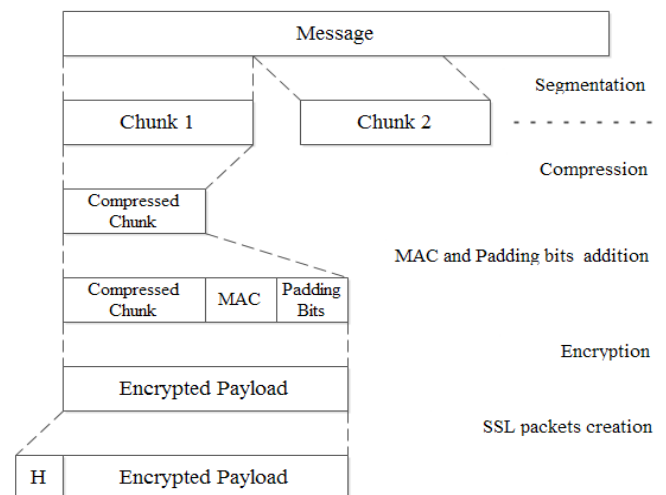 Message
Segmentation
Chunk 1
Chunk 2
Compression
Compressed
Chunk
MAC and Padding bits addition
Compressed
Chunk
MAC
Padding
Bits
Encryption
Encrypted Payload
SSL packets creation
H
Encrypted Payload